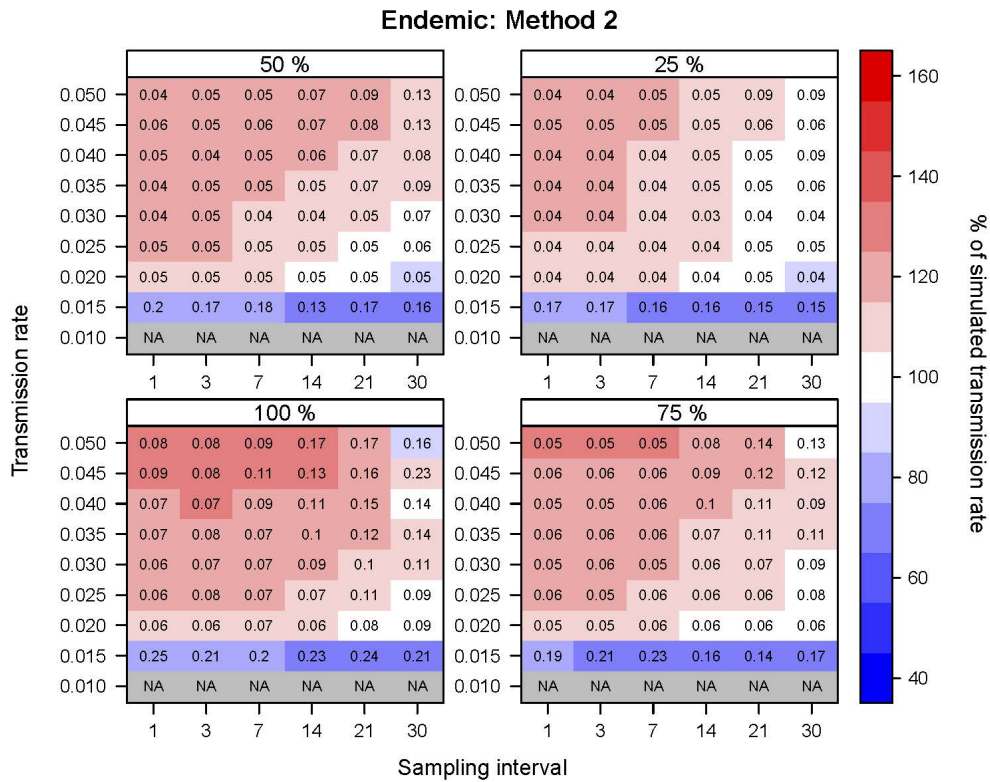 Endemic: Method 2
50 %
0.050 0.04 0.05 0.05 0.07 0.09 0.13
0.045 0.06 0.05 0.06 0.07 0.08 0.13
0.040 0.05 0.04 0.05 0.06 0.07 0.08
0.035 0.04 0.05 0.05 0.05 0.07 0.09
0.030 0.04 0.05 0.04 0.04 0.05 0.07
0.025 0.05 0.05 0.05 0.05 0.05 0.06
0.020 0.05 0.05 0.05 0.05 0.05 0.05
0.015 0.2 0.17 0.18 0.13 0.17 0.16
0.010 NA NA NA NA NA NA
1 3 7 14 21 30
25 %
0.050 0.04 0.04 0.05 0.05 0.09 0.09
0.045 0.05 0.05 0.05 0.05 0.06 0.06
0.040 0.04 0.04 0.04 0.05 0.05 0.09
0.035 0.04 0.04 0.04 0.05 0.05 0.06
0.030 0.04 0.04 0.04 0.03 0.04 0.04
0.025 0.04 0.04 0.04 0.04 0.05 0.05
0.020 0.04 0.04 0.04 0.04 0.05 0.04
0.015 0.17 0.17 0.16 0.16 0.15 0.15
0.010 NA NA NA NA NA NA
1 3 7 14 21 30
100 %
0.050 0.08 0.08 0.09 0.17 0.17 0.16
0.045 0.09 0.08 0.11 0.13 0.16 0.23
0.040 0.07 0.07 0.09 0.11 0.15 0.14
0.035 0.07 0.08 0.07 0.1 0.12 0.14
0.030 0.06 0.07 0.07 0.09 0.1 0.11
0.025 0.06 0.08 0.07 0.07 0.11 0.09
0.020 0.06 0.06 0.07 0.06 0.08 0.09
0.015 0.25 0.21 0.2 0.23 0.24 0.21
0.010 NA NA NA NA NA NA
1 3 7 14 21 30
75 %
0.050 0.05 0.05 0.05 0.08 0.14 0.13
0.045 0.06 0.06 0.06 0.09 0.12 0.12
0.040 0.05 0.05 0.06 0.1 0.11 0.09
0.035 0.06 0.06 0.06 0.07 0.11 0.11
0.030 0.05 0.06 0.05 0.06 0.07 0.09
0.025 0.06 0.05 0.06 0.06 0.06 0.08
0.020 0.05 0.05 0.06 0.06 0.06 0.06
0.015 0.19 0.21 0.23 0.16 0.14 0.17
0.010 NA NA NA NA NA NA
1 3 7 14 21 30
Transmission rate
Sampling interval
160
140
120
100
80
60
40
% of simulated transmission rate